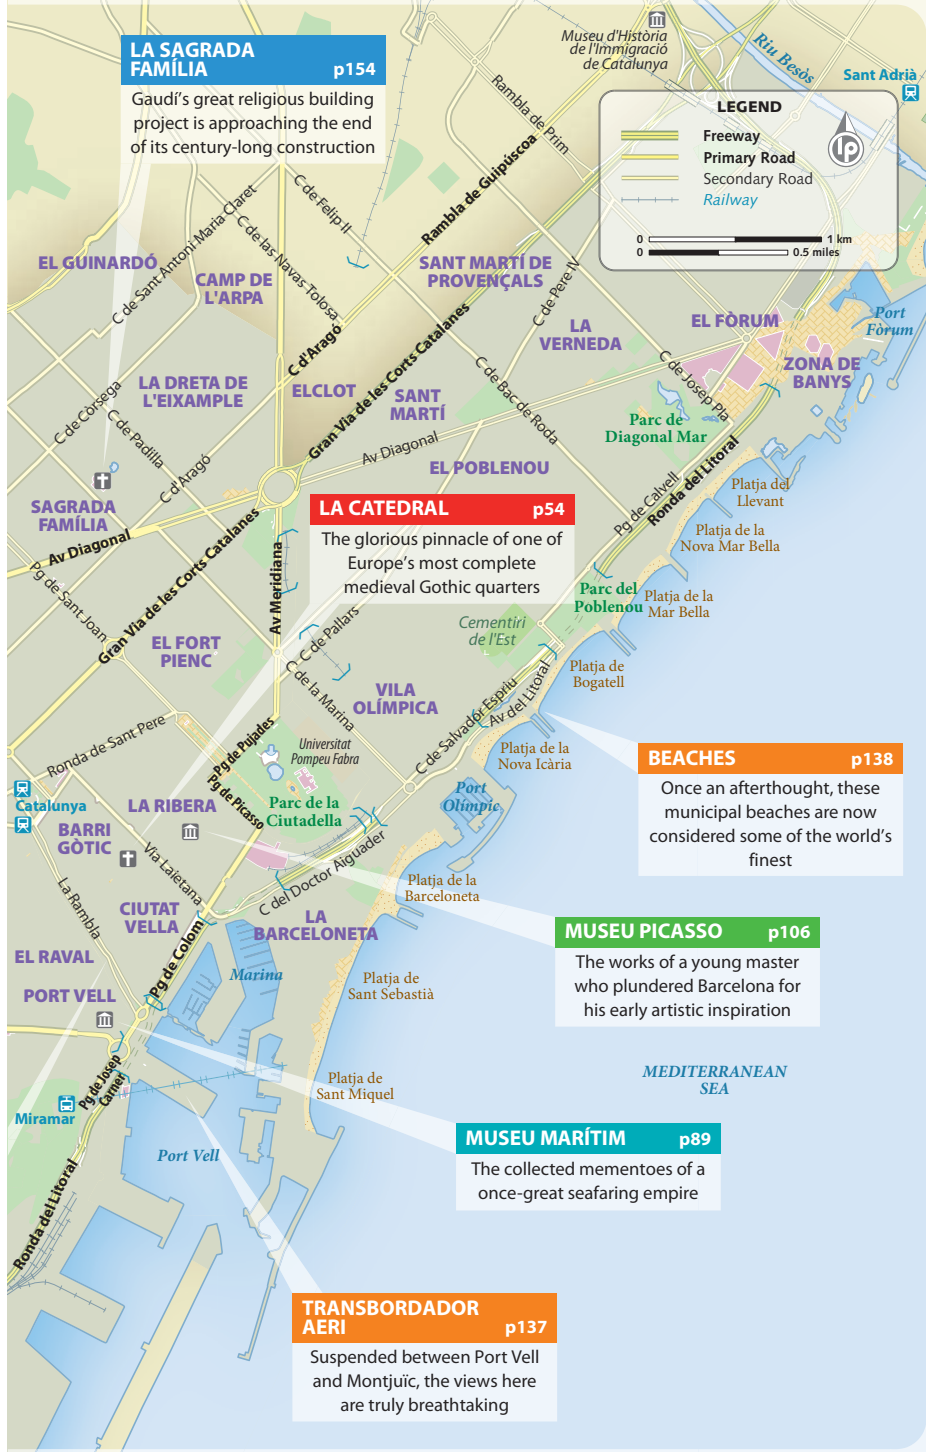 LA SAGRADA
FAMÍLIA p154
Gaudí's great religious building
project is approaching the end
of its century-long construction
Museu d'Història
de l'Immigració
de Catalunya
Riu Besòs
Sant Adrià
LEGEND
Freeway
Primary Road
Secondary Road
Railway
lp
0 1 km
0 0.5 miles
Rambla de Prim
Rambla de Guipúscoa
C de Felip II
C de Sant Antoni Maria Claret
C de las Navas Tolosa
EL GUINARDÓ
CAMP DE
L'ARPA
SANT MARTÍ DE
PROVENÇALS
C de Pere IV
Port
Fòrum
EL FÒRUM
LA
VERNEDA
ZONA DE
BANYS
C d'Aragó
Gran Via de les Corts Catalanes
C de Bac de Roda
C de Josep Pla
LA DRETA DE
L'EIXAMPLE
ELCLOT
SANT
MARTÍ
C de Còrsega
C de Padilla
C d'Aragó
Av Diagonal
EL POBLENOU
Parc de
Diagonal Mar
Pg de Calvell
Ronda del Litoral
Platja del
Llevant
SAGRADA
FAMÍLIA
Av Diagonal
Gran Via de les Corts Catalanes
LA CATEDRAL p54
The glorious pinnacle of one of
Europe's most complete
medieval Gothic quarters
Platja de la
Nova Mar Bella
Pg de Sant Joan
Av Meridiana
Parc del
Poblenou
Platja de la
Mar Bella
Cementiri
de l'Est
C de Pallars
EL FORT
PIENC
C de la Marina
VILA
OLÍMPICA
Platja de
Bogatell
C de Salvador Espriu
Av del Litoral
Ronda de Sant Pere
Pg de Pujades
Universitat
Pompeu Fabra
Platja de la
Nova Icària
BEACHES p138
Once an afterthought, these
municipal beaches are now
considered some of the world's
finest
Pg de Picasso
Catalunya
LA RIBERA
Parc de la
Ciutadella
Port
Olímpic
BARRI
GÒTIC
Via Laietana
C del Doctor Aiguader
La Rambla
Platja de la
Barceloneta
CIUTAT
VELLA
LA
BARCELONETA
MUSEU PICASSO p106
The works of a young master
who plundered Barcelona for
his early artistic inspiration
EL RAVAL
Pg de Colom
Marina
Platja de
Sant Sebastià
PORT VELL
Pg de Josep
Carner
Platja de
Sant Miquel
MEDITERRANEAN
SEA
Miramar
Port Vell
MUSEU MARÍTIM p89
The collected mementoes of a
once-great seafaring empire
Ronda del Litoral
TRANSBORDADOR
AERI p137
Suspended between Port Vell
and Montjuïc, the views here
are truly breathtaking